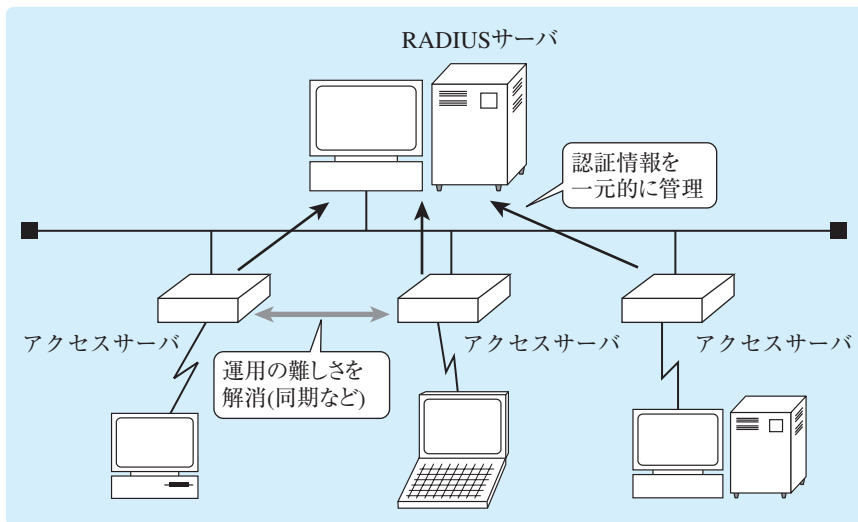 RADIUSサーバ
認証情報を
一元的に管理
アクセスサーバ
運用の難しさを
解消(同期など)
アクセスサーバ
アクセスサーバ